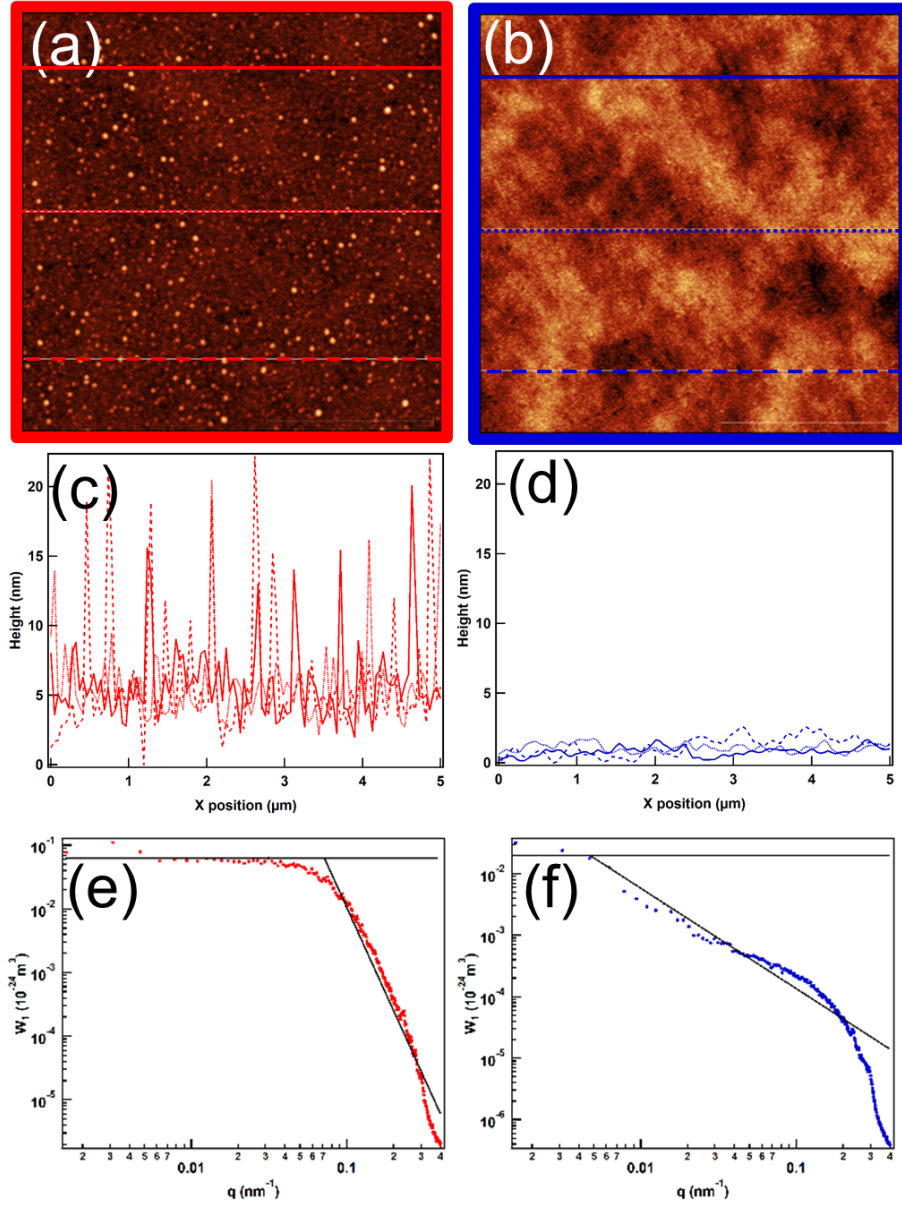 (a)
(b)
(c)
20
15
10
5
0
Height (nm)
0 1 2 3 4 5
X position (µm)
(d)
20
15
10
5
0
Height (nm)
0 1 2 3 4 5
X position (µm)
(e)
10⁻¹
10⁻²
10⁻³
10⁻⁴
10⁻⁵
W₁ (10⁻²⁴m³)
2 3 4 5 6 7 0.01 2 3 4 5 6 7 0.1 2 3 4
q (nm⁻¹)
(f)
10⁻²
10⁻³
10⁻⁴
10⁻⁵
10⁻⁶
W₁ (10⁻²⁴m³)
2 3 4 5 6 7 0.01 2 3 4 5 6 7 0.1 2 3 4
q (nm⁻¹)